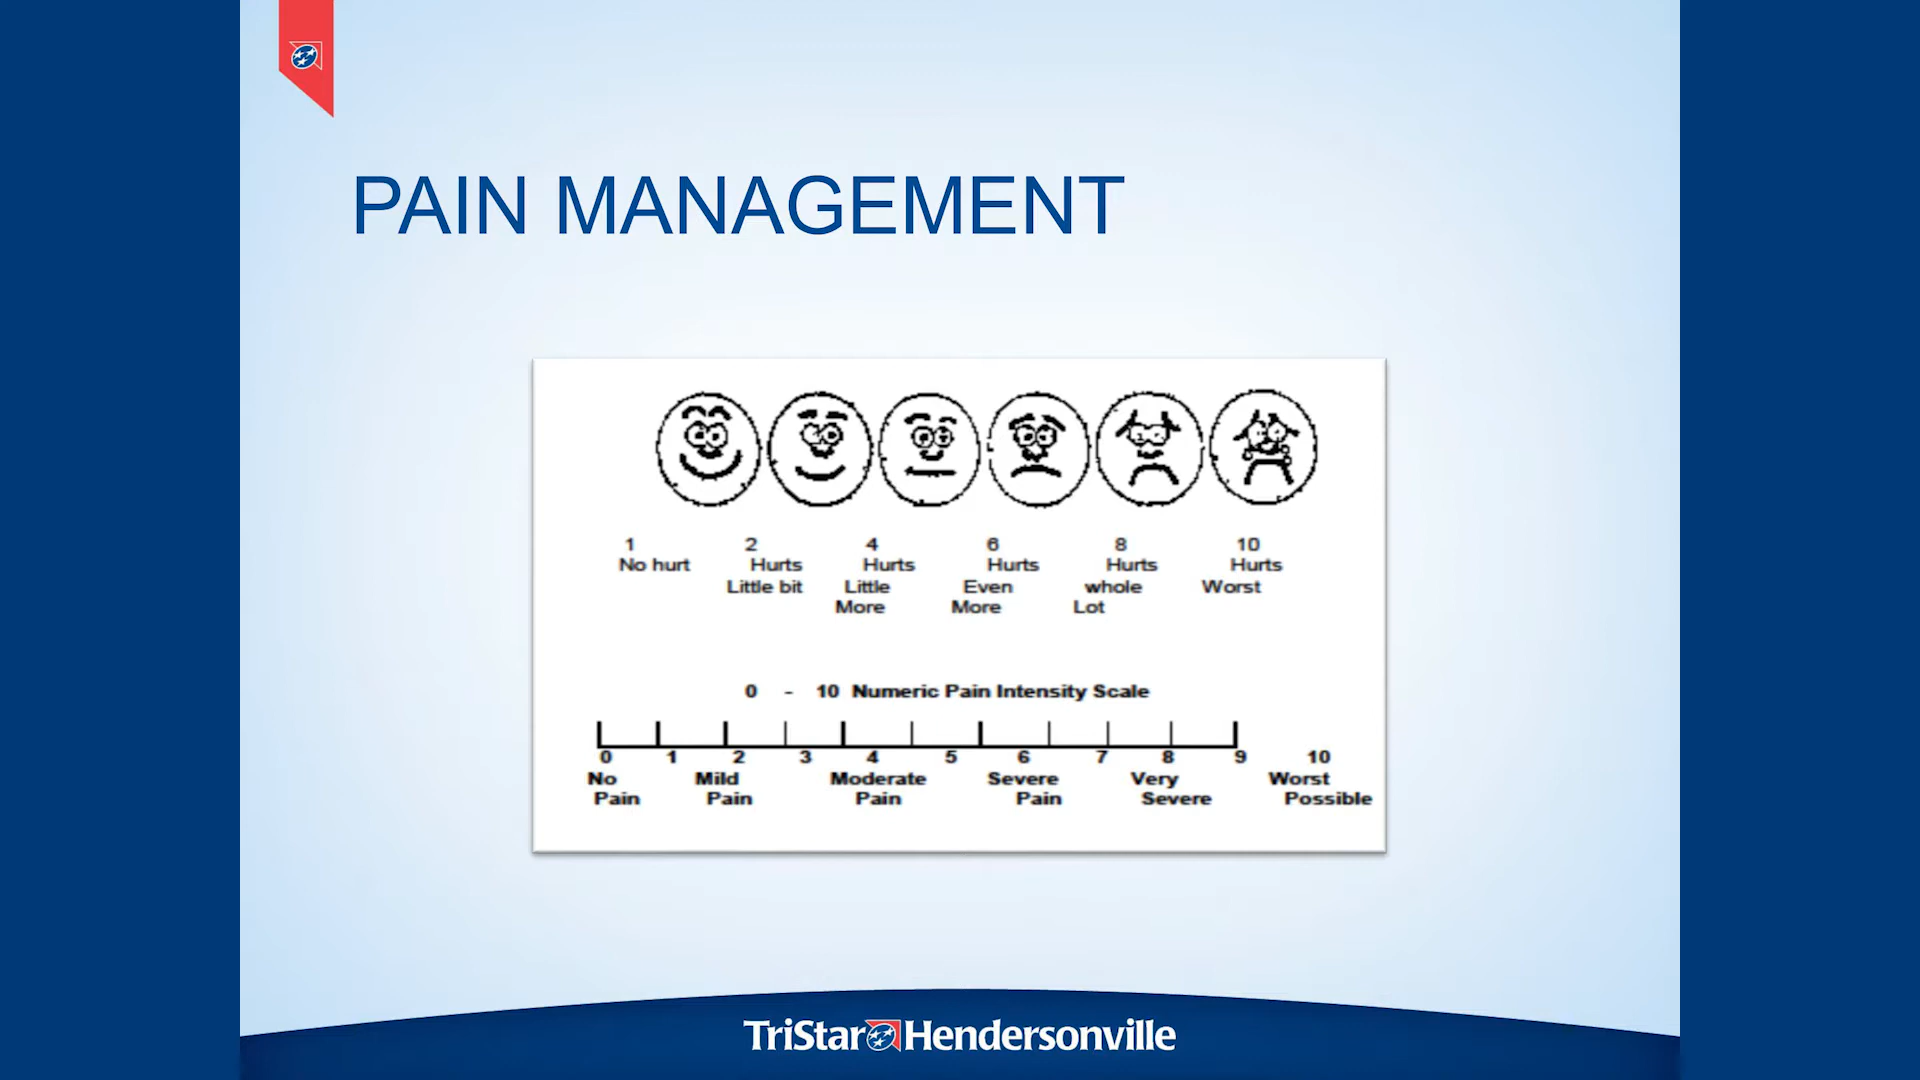 PAIN MANAGEMENT
1 2 4 6 8 10
No hurt Hurts Hurts Hurts Hurts Hurts
Little bit Little Even whole Worst
More More Lot
0 - 10 Numeric Pain Intensity Scale
0 1 2 3 4 5 6 7 8 9 10
No Mild Moderate Severe Very Worst
Pain Pain Pain Pain Severe Possible
TriStar Hendersonville